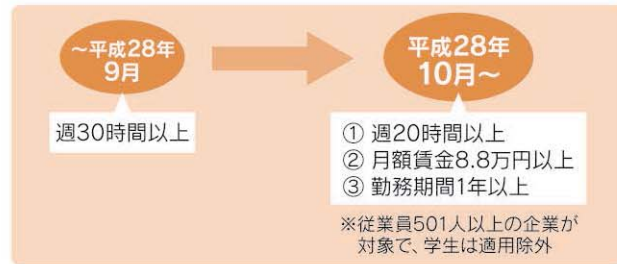 ～平成28年
9月
平成28年
10月～
週30時間以上
① 週20時間以上
② 月額賃金8.8万円以上
③ 勤務期間1年以上
※従業員501人以上の企業が
対象で、学生は適用除外